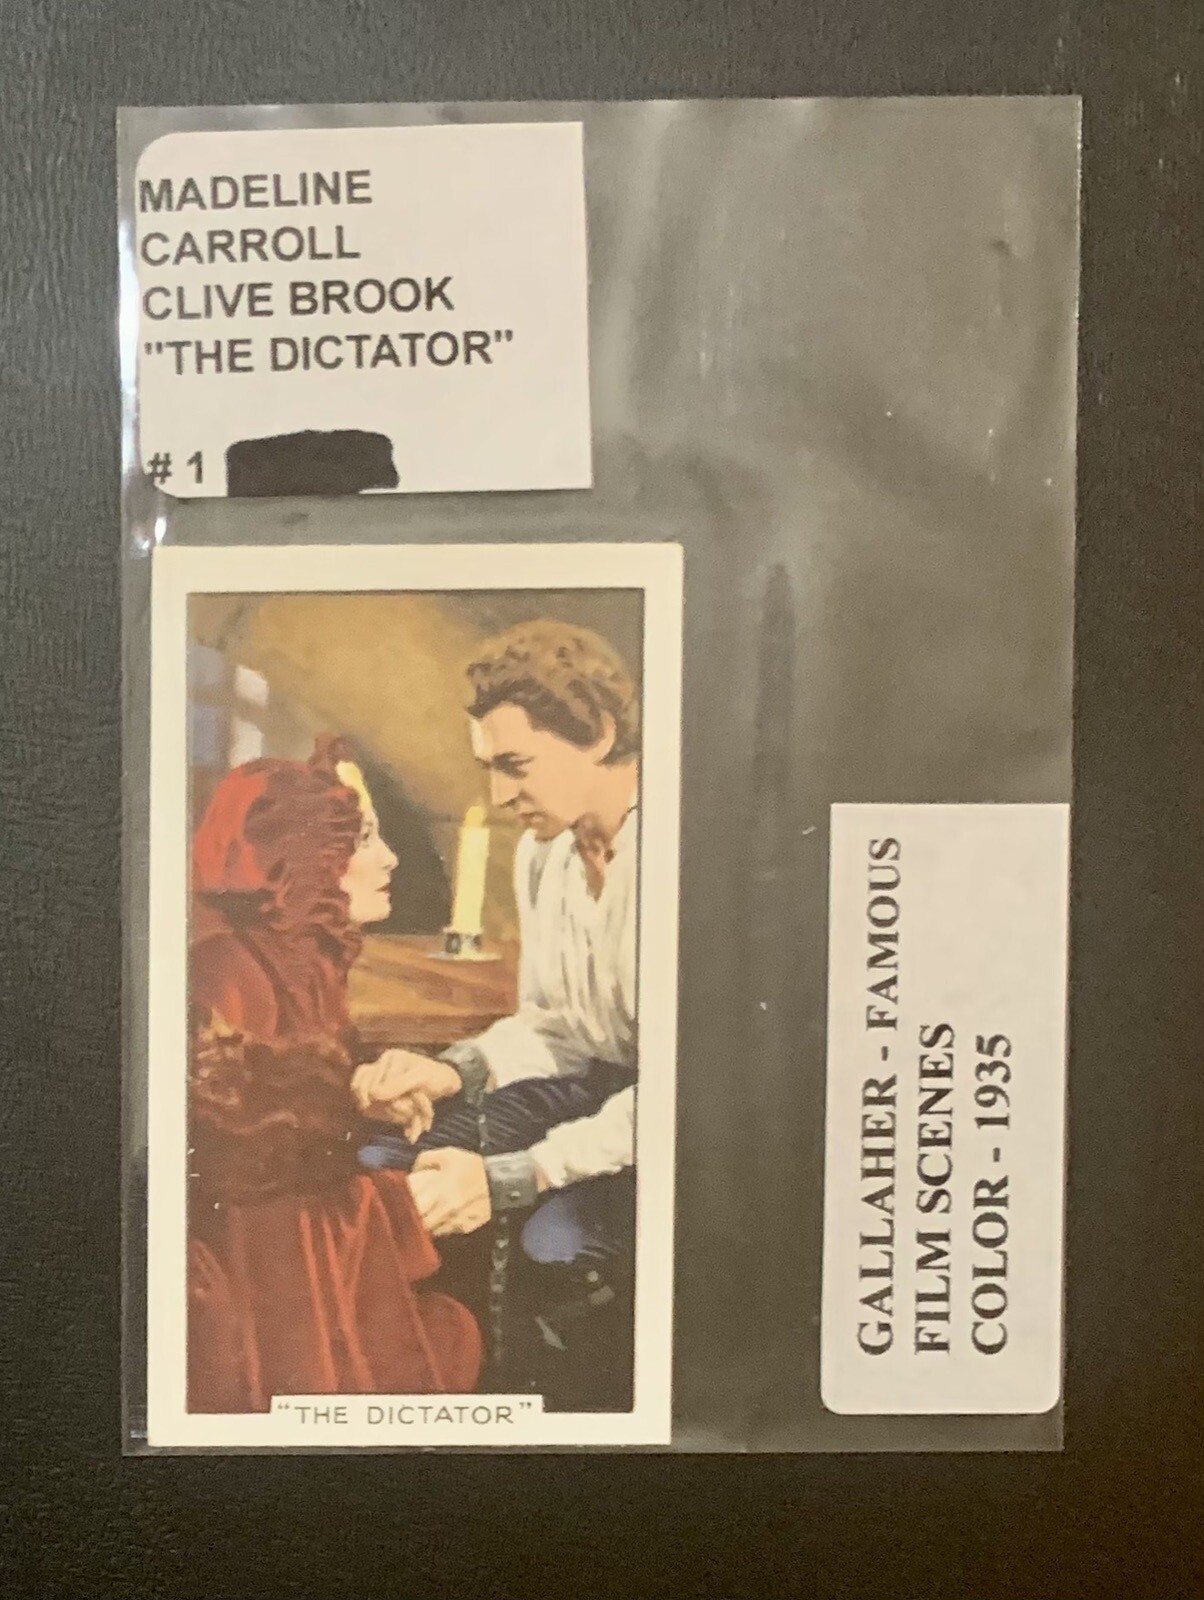 MADELINE
CARROLL
CLIVE BROOK
"THE DICTATOR"
# 1
"THE DICTATOR"
GALLAHER - FAMOUS
FILM SCENES
COLOR - 1935